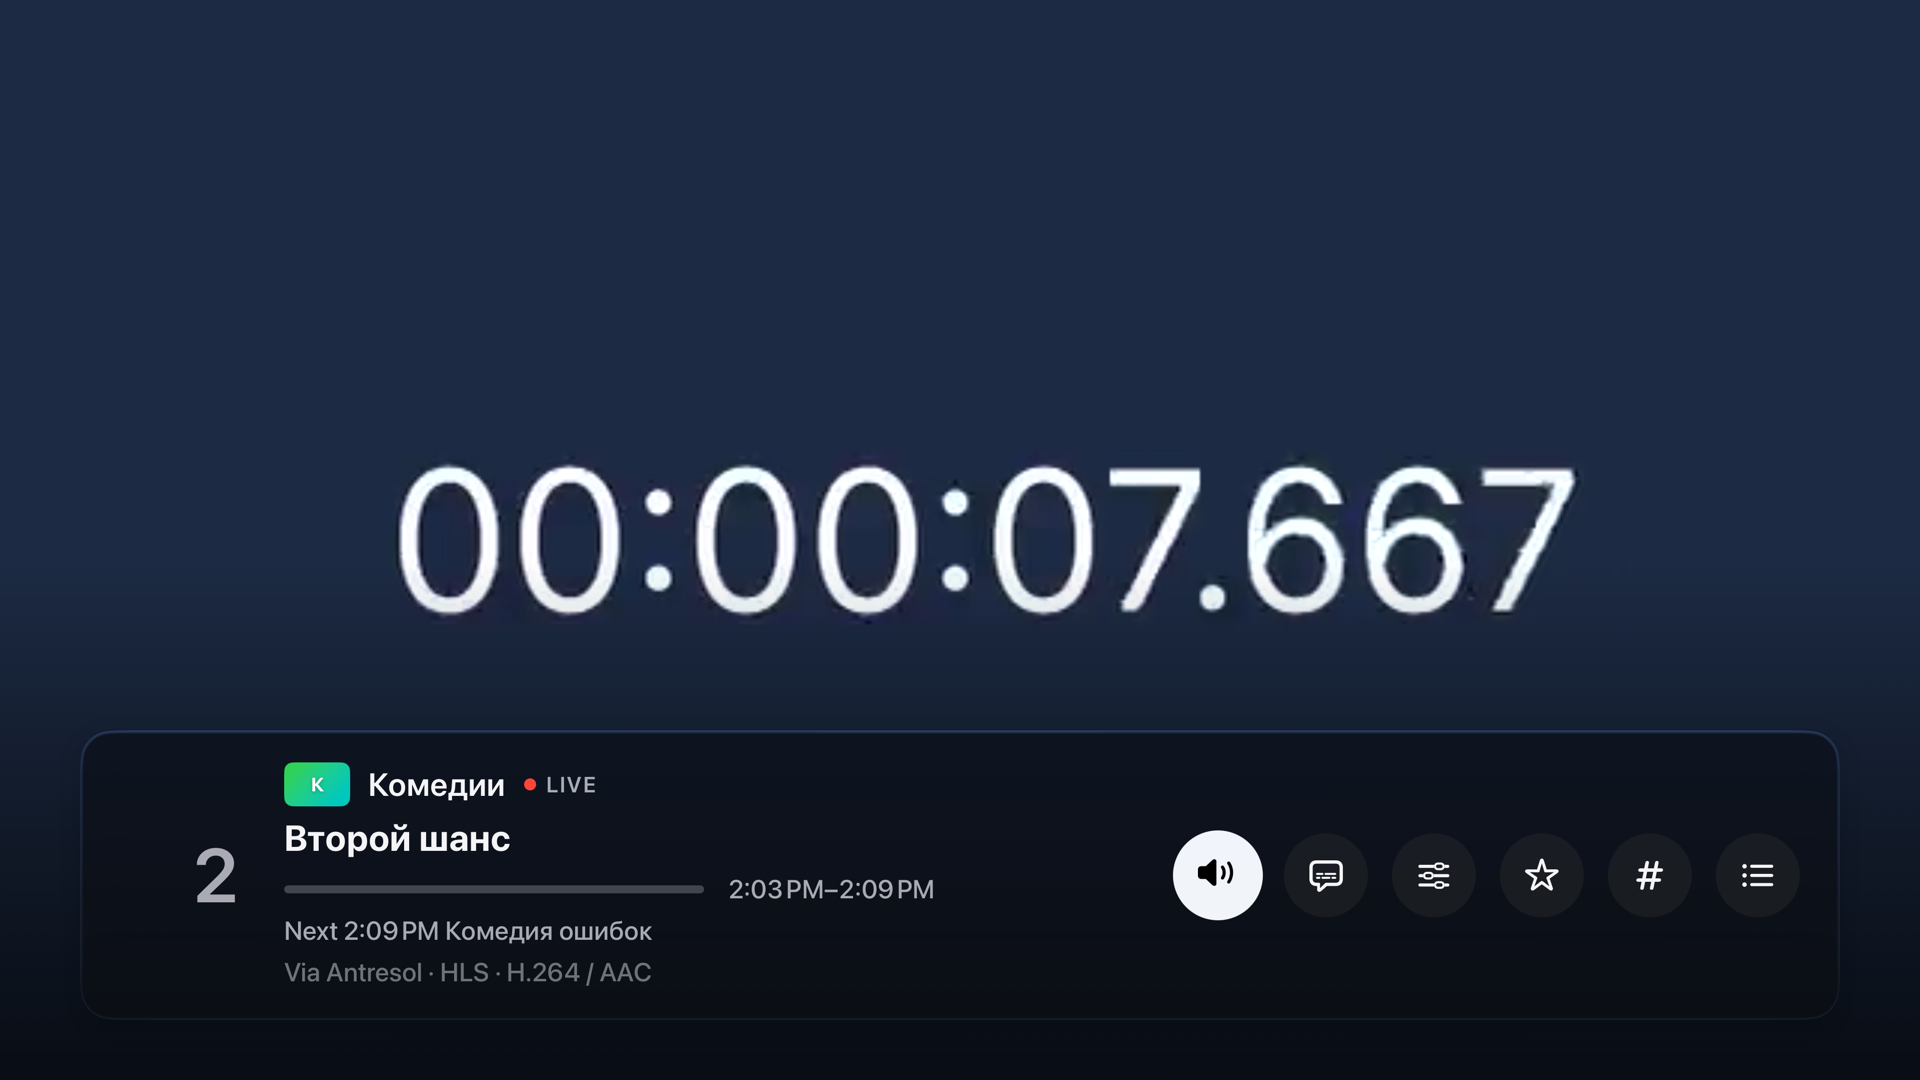 00:00:07.667
К Комедии LIVE
Второй шанс
2
2:03 PM–2:09 PM
Next 2:09 PM Комедия ошибок
Via Antresol · HLS · H.264 / AAC
#